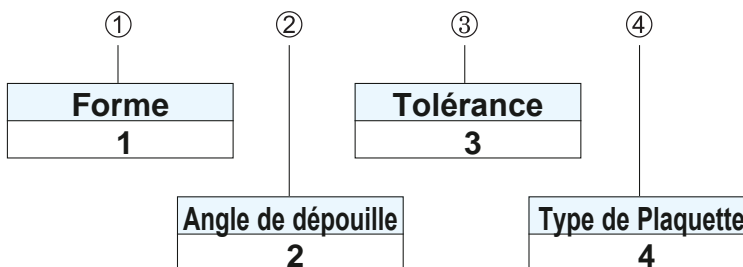 ① ② ③ ④
Forme Tolérance
1 3
Angle de dépouille Type de Plaquette
2 4